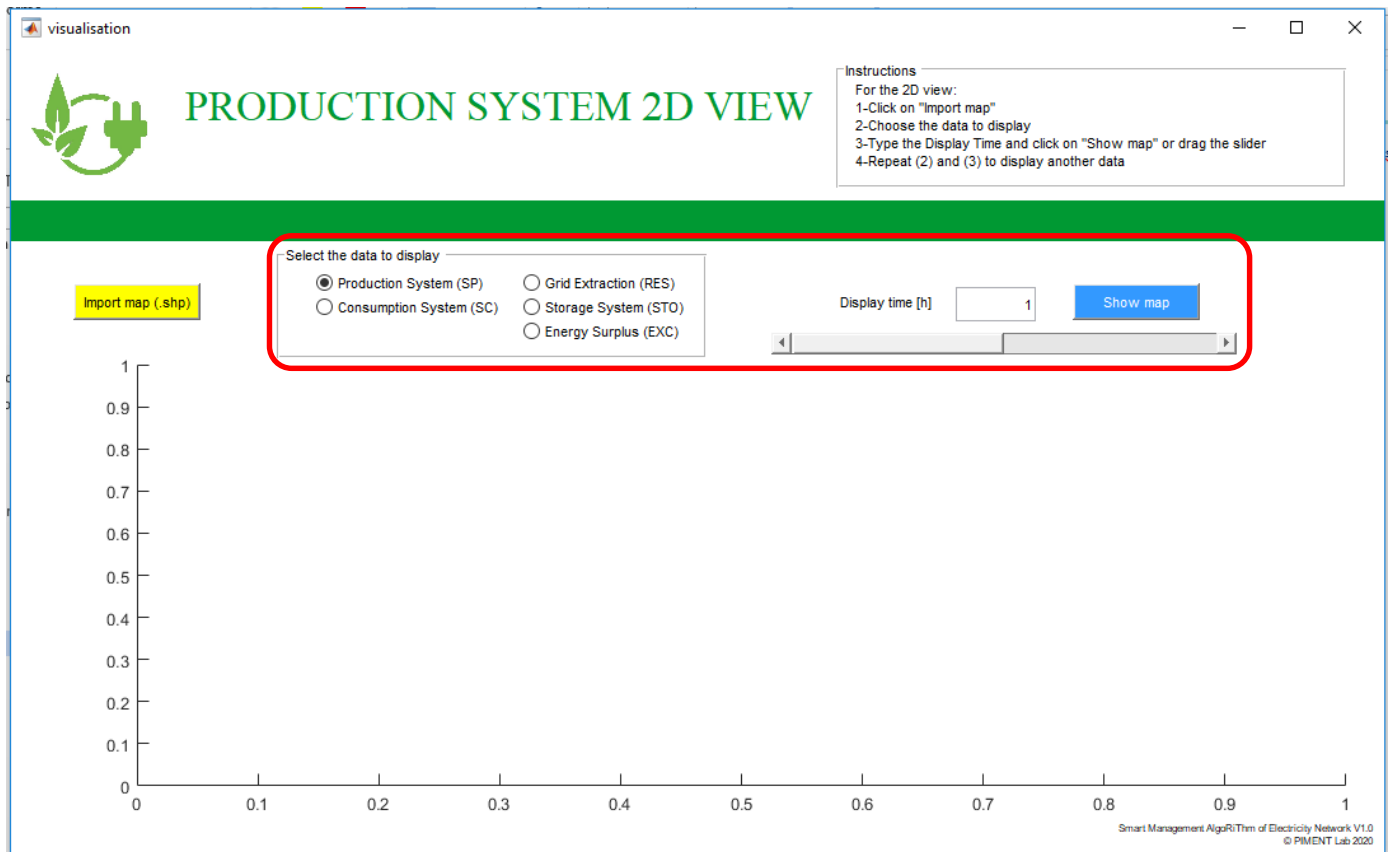 visualisation
PRODUCTION SYSTEM 2D VIEW
Instructions
For the 2D view:
1-Click on "Import map"
2-Choose the data to display
3-Type the Display Time and click on "Show map" or drag the slider
4-Repeat (2) and (3) to display another data
Import map (.shp)
Select the data to display
Production System (SP)
Consumption System (SC)
Grid Extraction (RES)
Storage System (STO)
Energy Surplus (EXC)
Display time [h]
1
Show map
1
0.9
0.8
0.7
0.6
0.5
0.4
0.3
0.2
0.1
0
0 0.1 0.2 0.3 0.4 0.5 0.6 0.7 0.8 0.9 1
Smart Management AlgoRiThm of Electricity Network V1.0
© PIMENT Lab 2020